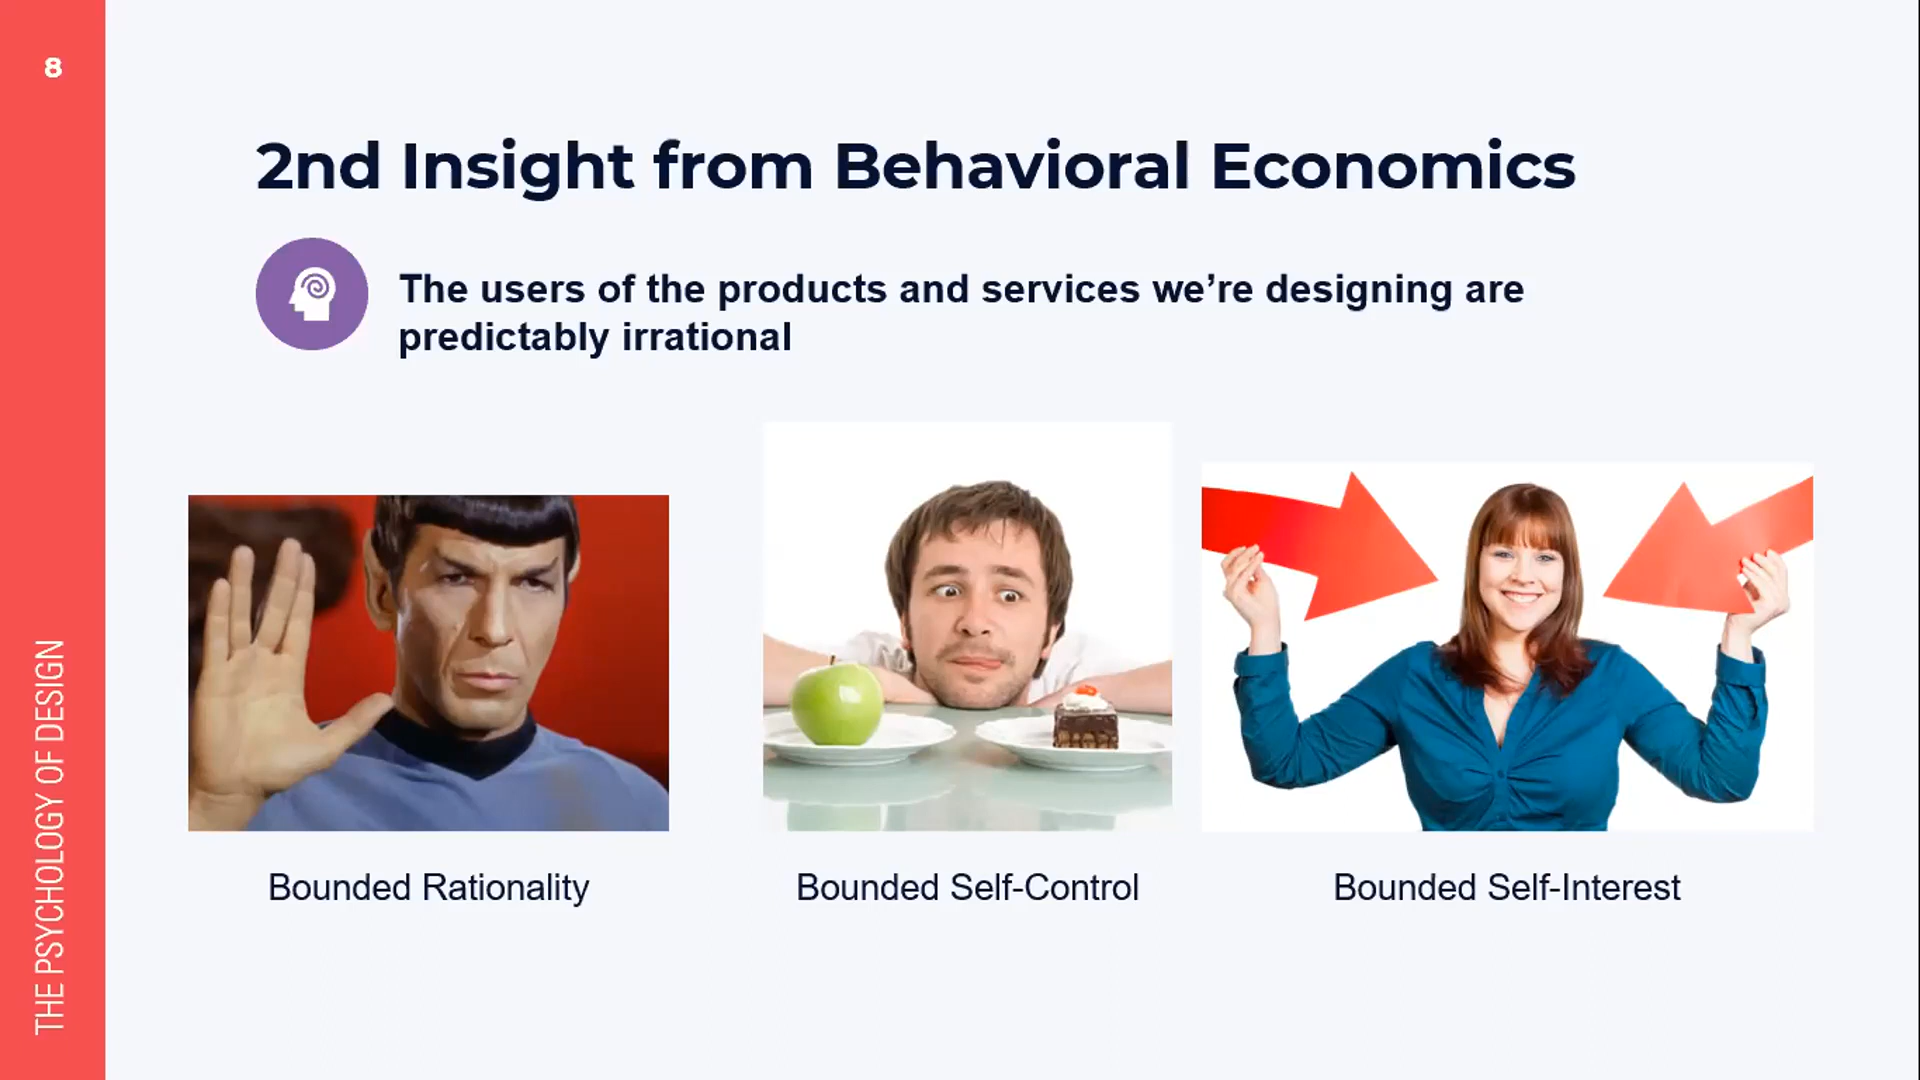 8
2nd Insight from Behavioral Economics
The users of the products and services we’re designing are
predictably irrational
Bounded Rationality
Bounded Self-Control
Bounded Self-Interest
THE PSYCHOLOGY OF DESIGN